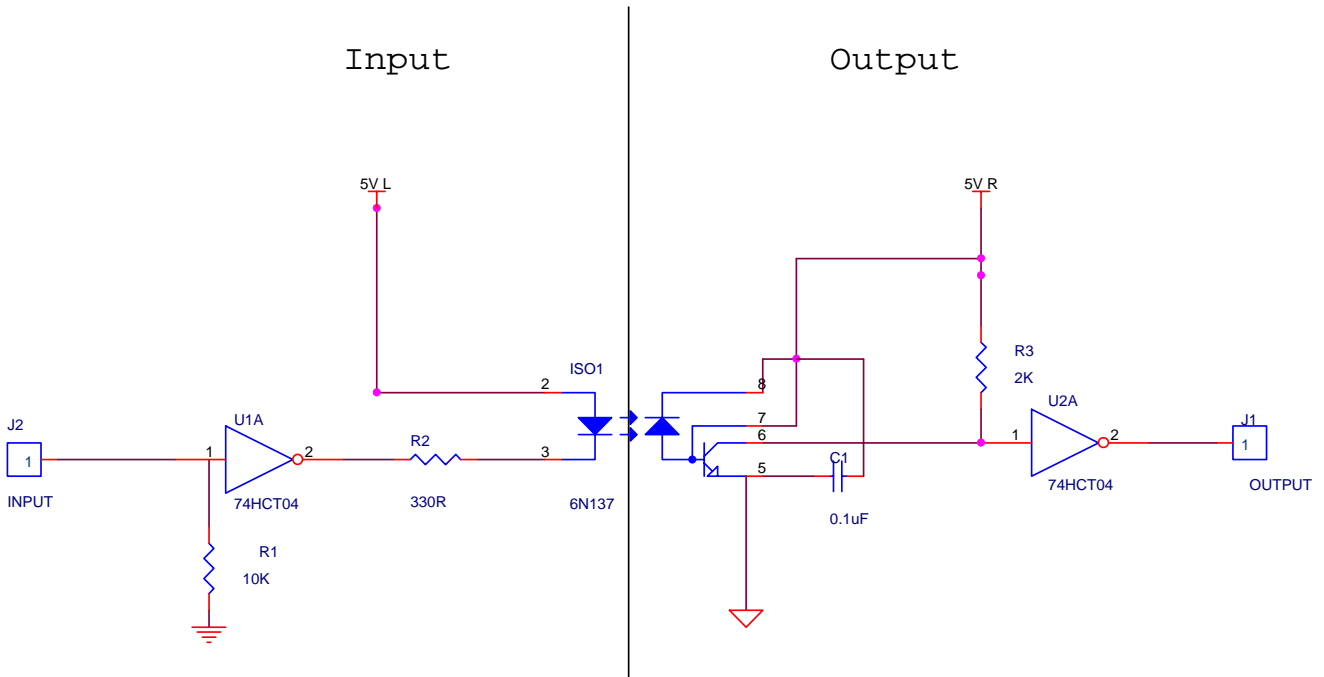 Input
Output
5V L
5V R
ISO1
2
3
6N137
8
7
6
5
R3
2K
C1
0.1uF
J2
1
INPUT
U1A
1
2
74HCT04
R2
330R
R1
10K
U2A
1
2
74HCT04
J1
1
OUTPUT